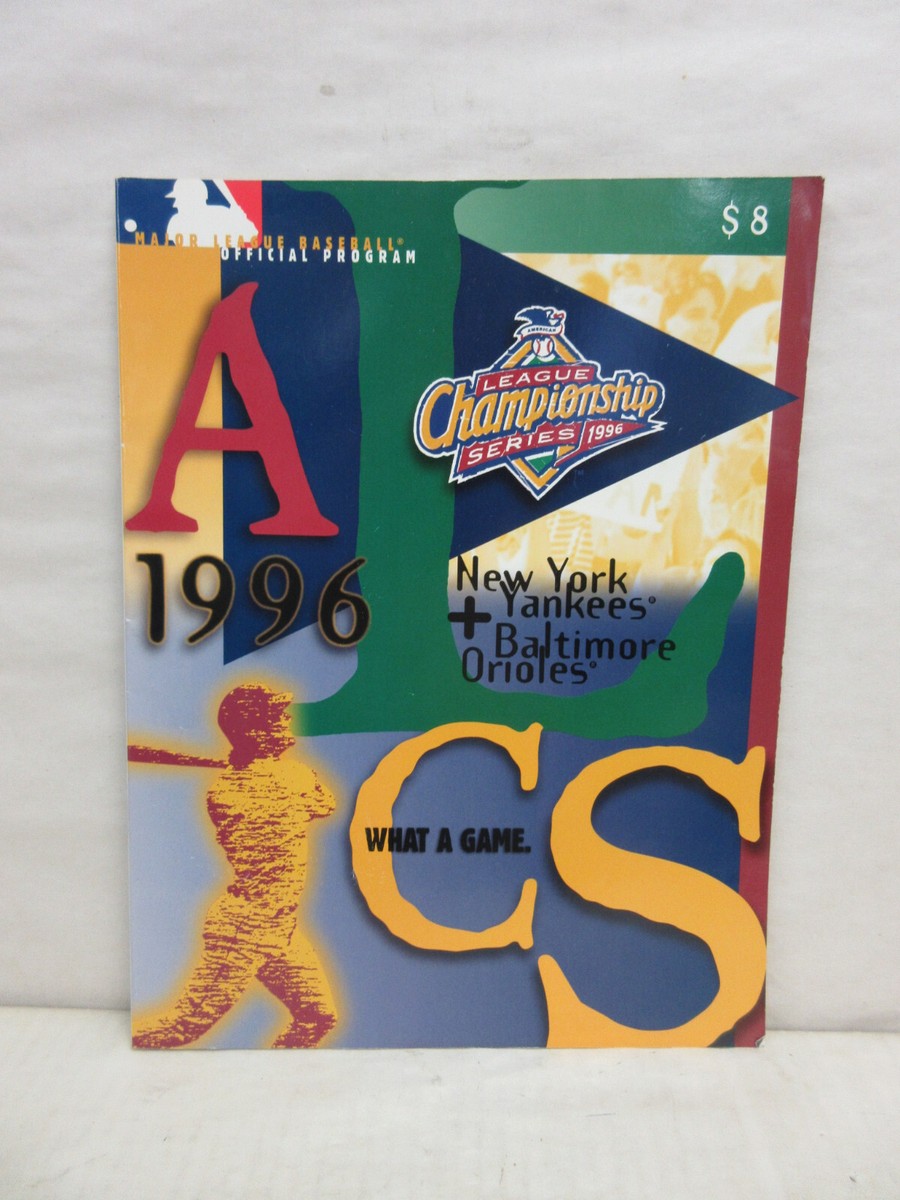 $8
MAJOR LEAGUE BASEBALL®
OFFICIAL PROGRAM
A L
AMERICAN
LEAGUE
Championship
SERIES 1996
1996
New York
Yankees®
+ Baltimore
Orioles®
CS
WHAT A GAME.